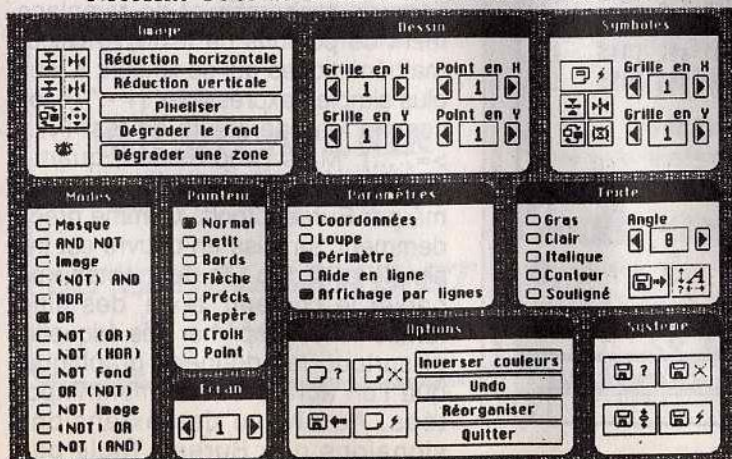 Image
Réduction horizontale
Réduction verticale
Pixeliser
Dégrader le fond
Dégrader une zone
Dessin
Grille en X
Point en X
1
1
Grille en Y
Point en Y
1
1
Symboles
Grille en X
1
Grille en Y
1
Modes
Masque
AND NOT
Image
(NOT) AND
XOR
OR
NOT (OR)
NOT (XOR)
NOT Fond
OR (NOT)
NOT Image
(NOT) OR
NOT (AND)
Pointeur
Normal
Petit
Bords
Flèche
Précis
Repère
Croix
Point
Ecran
1
Paramètres
Coordonnées
Loupe
Périmètre
Aide en ligne
Affichage par lignes
Texte
Gras
Clair
Italique
Contour
Souligné
Angle
0
A
?
Options
?
Inverser couleurs
Undo
Réorganiser
Quitter
Système
?